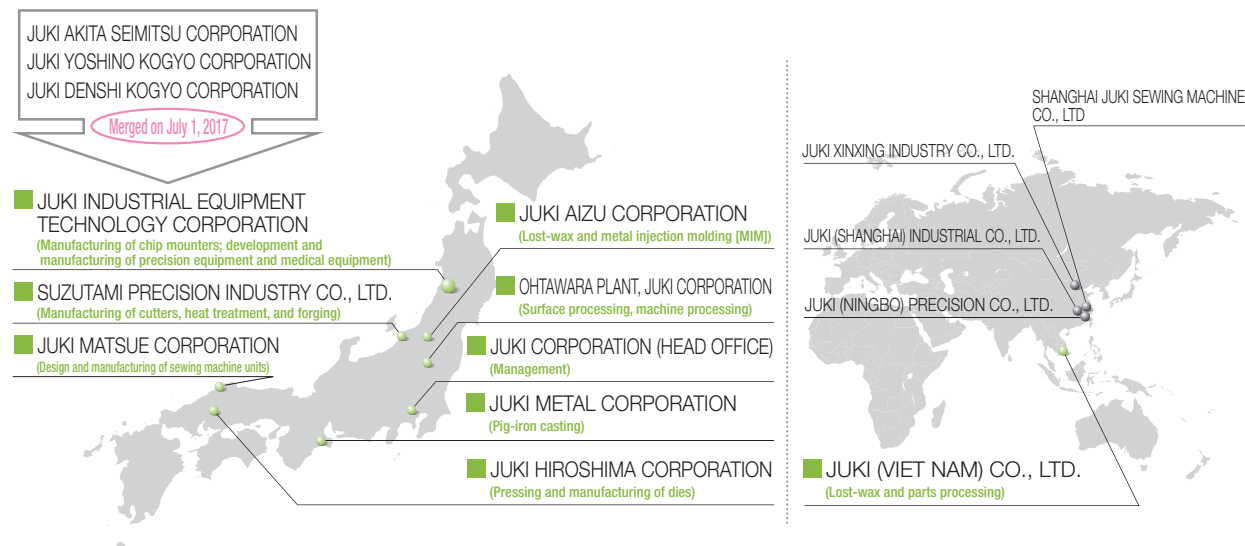 JUKI AKITA SEIMITSU CORPORATION
JUKI YOSHINO KOGYO CORPORATION
JUKI DENSHI KOGYO CORPORATION
Merged on July 1, 2017
JUKI INDUSTRIAL EQUIPMENT
TECHNOLOGY CORPORATION
(Manufacturing of chip mounters; development and
manufacturing of precision equipment and medical equipment)
SUZUTAMI PRECISION INDUSTRY CO., LTD.
(Manufacturing of cutters, heat treatment, and forging)
JUKI MATSUE CORPORATION
(Design and manufacturing of sewing machine units)
JUKI AIZU CORPORATION
(Lost-wax and metal injection molding [MIM])
OHTAWARA PLANT, JUKI CORPORATION
(Surface processing, machine processing)
JUKI CORPORATION (HEAD OFFICE)
(Management)
JUKI METAL CORPORATION
(Pig-iron casting)
JUKI HIROSHIMA CORPORATION
(Pressing and manufacturing of dies)
SHANGHAI JUKI SEWING MACHINE
CO., LTD
JUKI XINXING INDUSTRY CO., LTD.
JUKI (SHANGHAI) INDUSTRIAL CO., LTD.
JUKI (NINGBO) PRECISION CO., LTD.
JUKI (VIET NAM) CO., LTD.
(Lost-wax and parts processing)